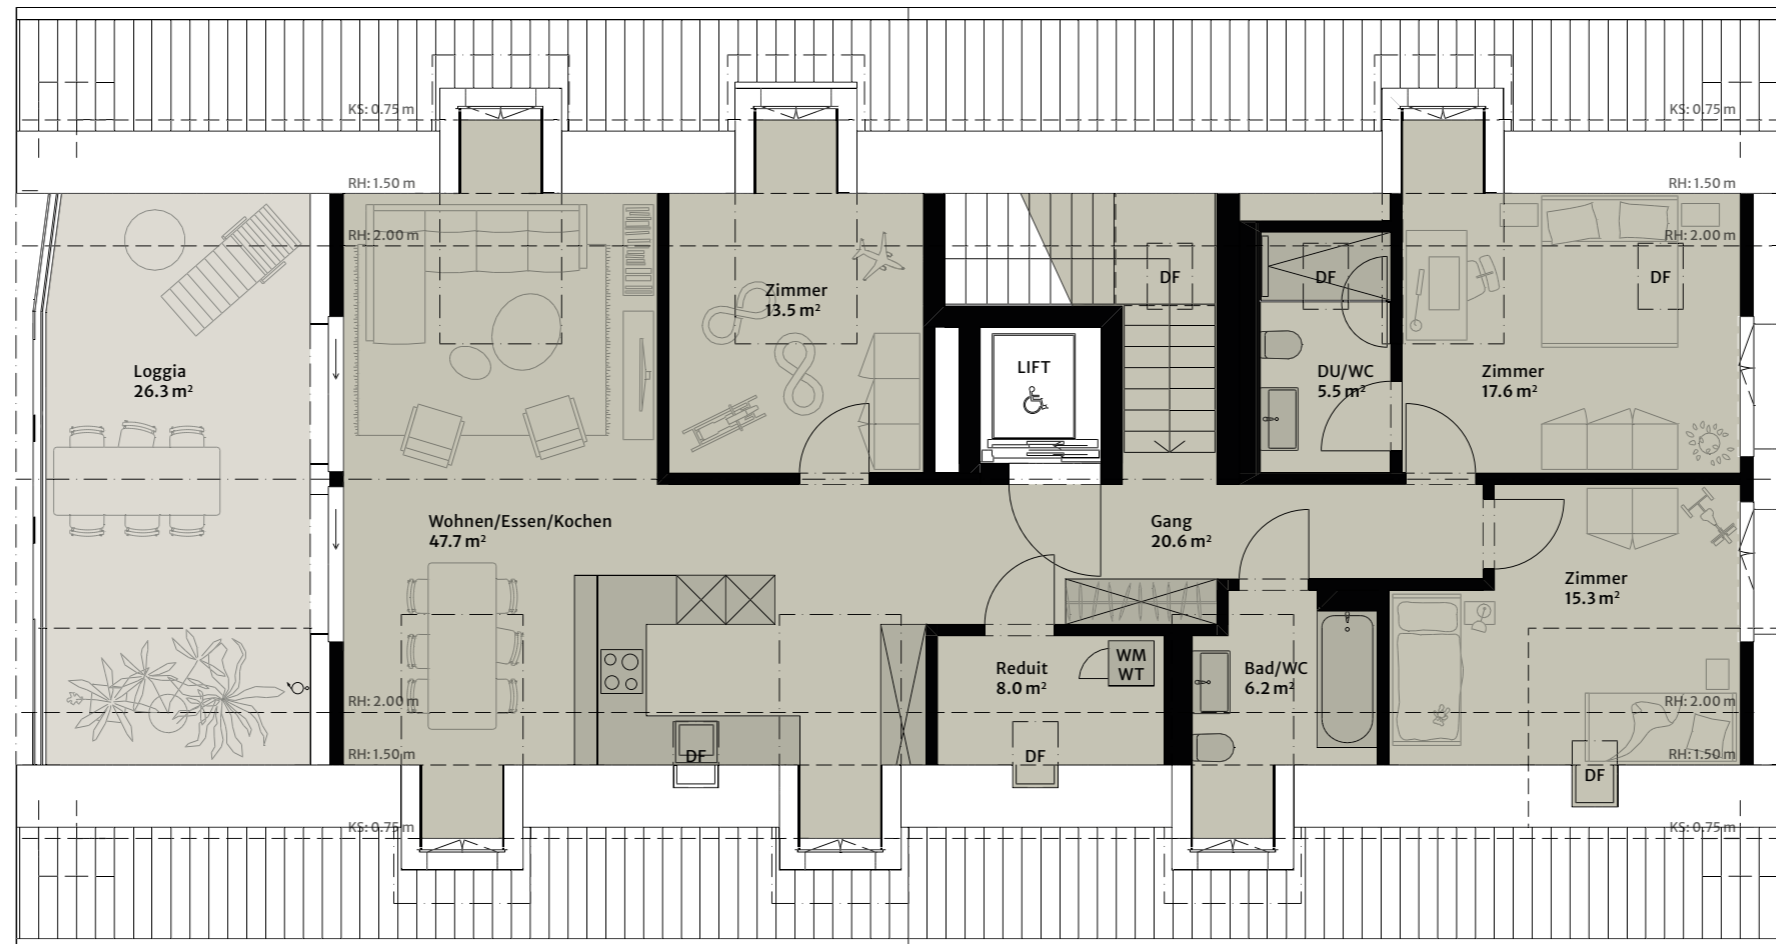 KS: 0.75 m
KS: 0.75 m
RH: 1.50 m
RH: 1.50 m
RH: 2.00 m
RH: 2.00 m
DF
DF
DF
Zimmer
13.5 m²
Loggia
26.3 m²
LIFT
DU/WC
5.5 m²
Zimmer
17.6 m²
Wohnen/Essen/Kochen
47.7 m²
Gang
20.6 m²
Zimmer
15.3 m²
Reduit
8.0 m²
WM
WT
Bad/WC
6.2 m²
RH: 2.00 m
RH: 2.00 m
RH: 1.50 m
DF
DF
RH: 1.50 m
DF
KS: 0.75 m
KS: 0.75 m